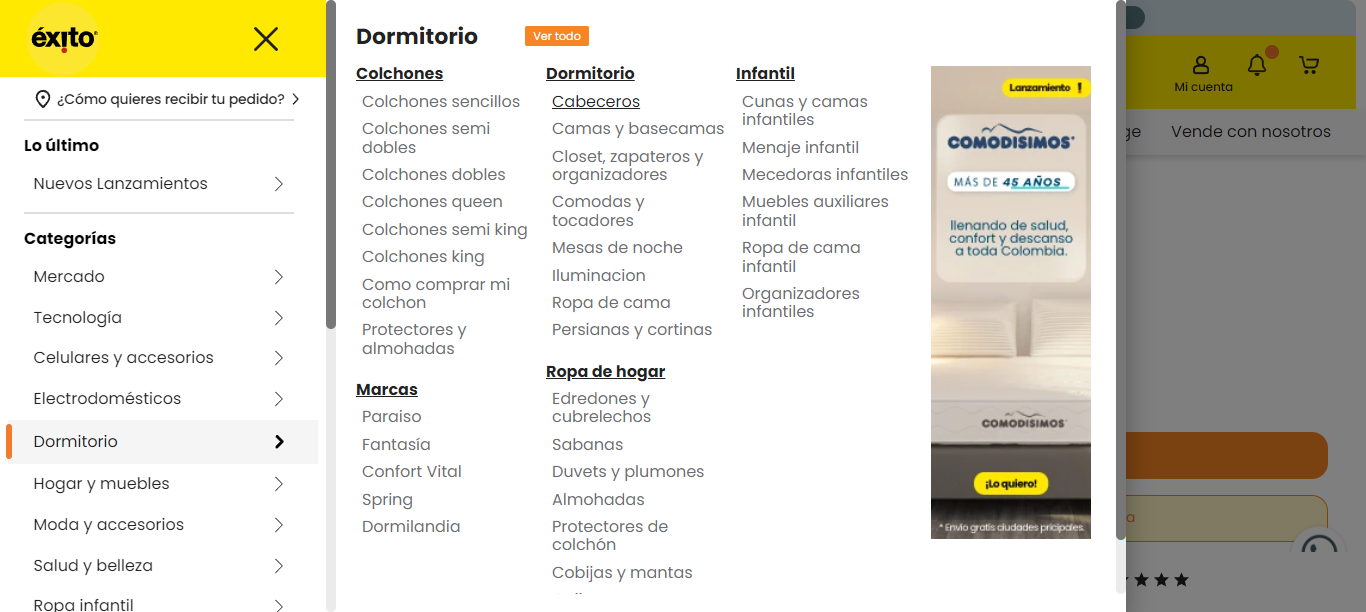 éxito
¿Cómo quieres recibir tu pedido?
Lo último
Nuevos Lanzamientos
Categorías
Mercado
Tecnología
Celulares y accesorios
Electrodomésticos
Dormitorio
Hogar y muebles
Moda y accesorios
Salud y belleza
Ropa infantil
Dormitorio
Ver todo
Colchones
Colchones sencillos
Colchones semi
dobles
Colchones dobles
Colchones queen
Colchones semi king
Colchones king
Como comprar mi
colchon
Protectores y
almohadas
Marcas
Paraiso
Fantasía
Confort Vital
Spring
Dormilandia
Dormitorio
Cabeceros
Camas y basecamas
Closet, zapateros y
organizadores
Comodas y
tocadores
Mesas de noche
Iluminacion
Ropa de cama
Persianas y cortinas
Ropa de hogar
Edredones y
cubrelechos
Sabanas
Duvets y plumones
Almohadas
Protectores de
colchón
Cobijas y mantas
Infantil
Cunas y camas
infantiles
Menaje infantil
Mecedoras infantiles
Muebles auxiliares
infantil
Ropa de cama
infantil
Organizadores
infantiles
Lanzamiento
COMODISIMOS
MÁS DE 45 AÑOS
llenando de salud,
confort y descanso
a toda Colombia.
COMODISIMOS
¡Lo quiero!
* Envío gratis ciudades pricipales.
Mi cuenta
ge Vende con nosotros
a